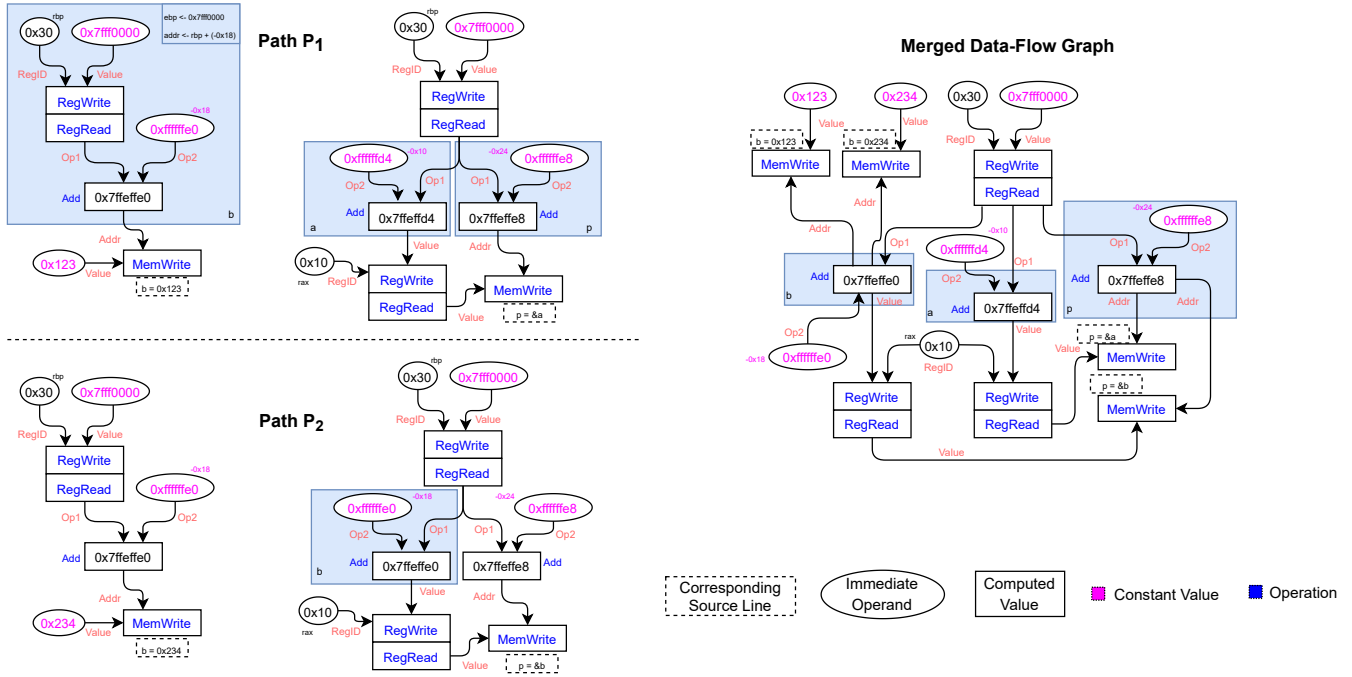 rbp
0x30
0x7fff0000
ebp <- 0x7fff0000
addr <- rbp + (-0x18)
RegID
Value
RegWrite
RegRead
-0x18
0xffffffe0
Op1
Op2
Add
0x7ffeffe0
b
Addr
0x123
Value
MemWrite
b = 0x123
Path P1
rbp
0x30
0x7fff0000
RegID
Value
RegWrite
RegRead
0xffffffd4
-0x10
-0x24
0xffffffe8
Op2
Op1
Op1
Op2
Add
0x7ffeffd4
0x7ffeffe8
Add
a
p
Value
Addr
0x10
rax
RegID
RegWrite
RegRead
Value
MemWrite
p = &a
rbp
0x30
0x7fff0000
RegID
Value
RegWrite
RegRead
-0x18
0xffffffe0
Op1
Op2
Add
0x7ffeffe0
Addr
0x234
Value
MemWrite
b = 0x234
Path P2
rbp
0x30
0x7fff0000
RegID
Value
RegWrite
RegRead
0xffffffe0
-0x18
-0x24
0xffffffe8
Op2
Op1
Op1
Op2
Add
0x7ffeffe0
0x7ffeffe8
Add
b
Value
Addr
0x10
rax
RegID
RegWrite
RegRead
Value
MemWrite
p = &b
Merged Data-Flow Graph
0x123
0x234
0x30
0x7fff0000
Value
Value
RegID
Value
b = 0x123
b = 0x234
MemWrite
MemWrite
RegWrite
RegRead
-0x24
0xffffffe8
-0x10
0xffffffd4
Addr
Op1
Op1
Op2
Op1
Op2
Add
0x7ffeffe0
b
Value
Add
0x7ffeffd4
a
Add
0x7ffeffe8
p
Addr
Addr
Op2
-0x18
0xffffffe0
rax
0x10
RegID
p = &a
Value
MemWrite
p = &b
MemWrite
RegWrite
RegRead
RegWrite
RegRead
Value
Corresponding
Source Line
Immediate
Operand
Computed
Value
Constant Value
Operation